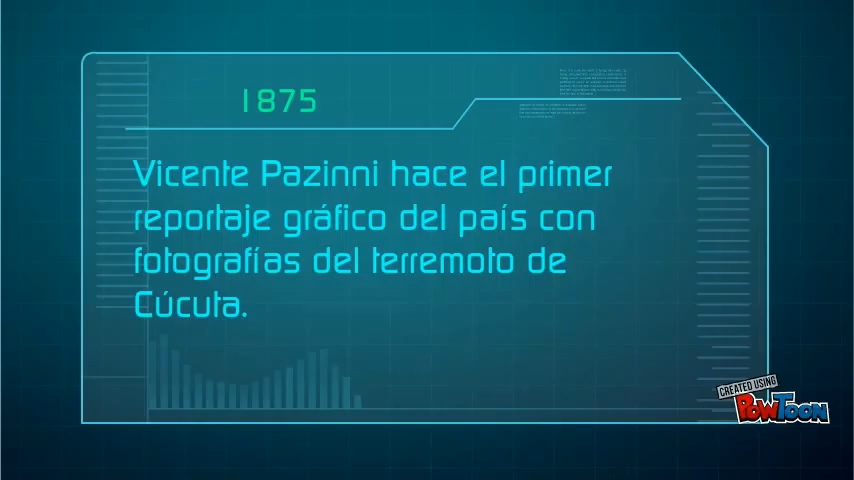 1875
Vicente Pazinni hace el primer
reportaje gráfico del país con
fotografías del terremoto de
Cúcuta.
CREATED USING
POWTOON